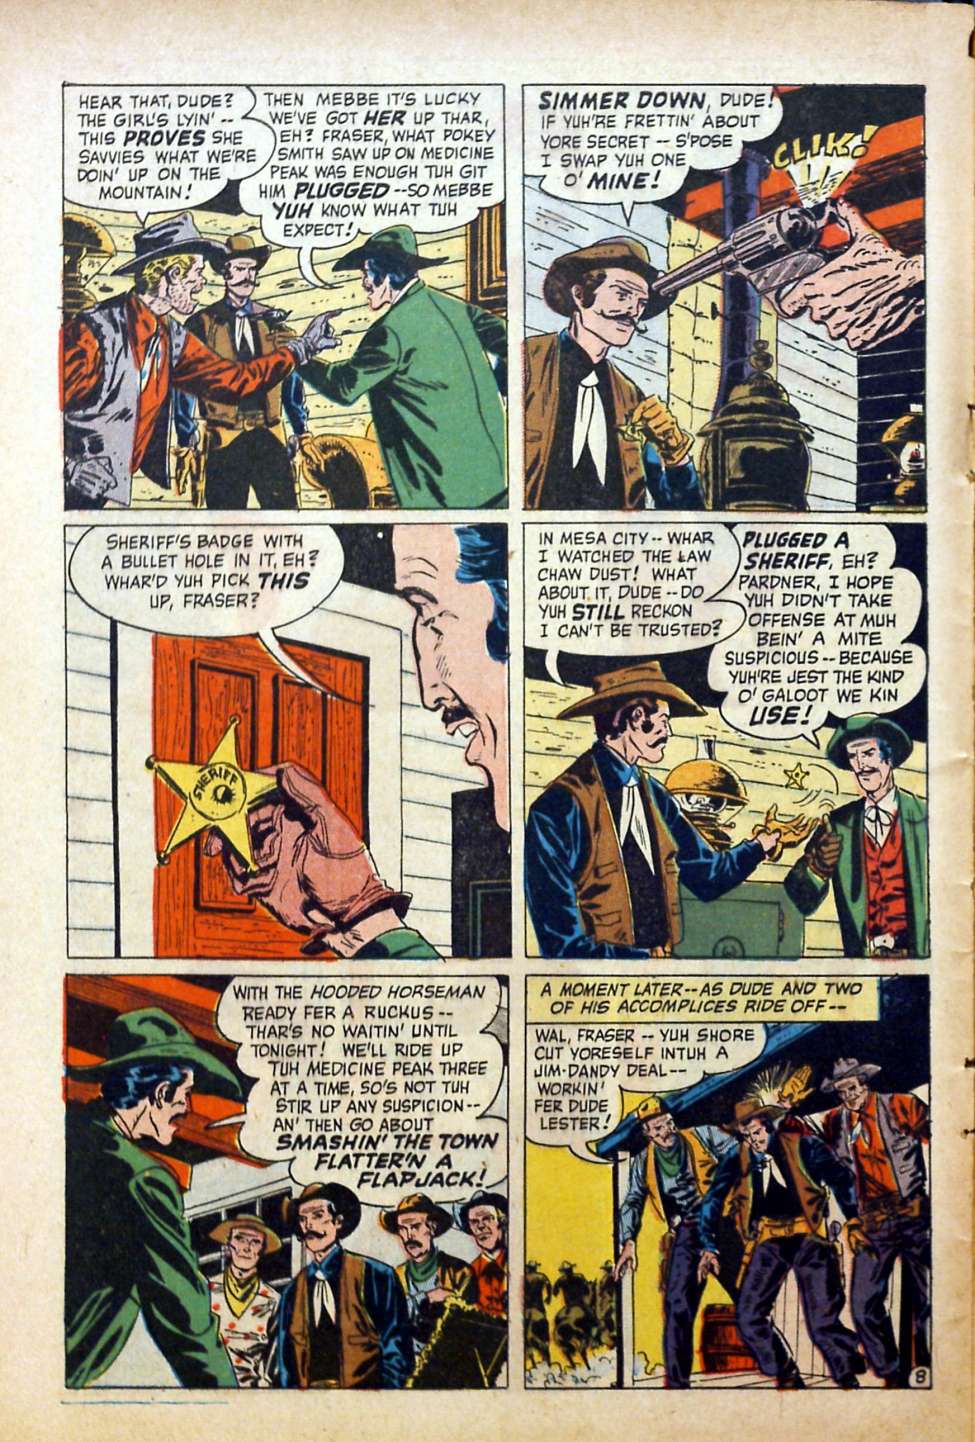 HEAR THAT, DUDE?
THE GIRL'S LYIN' --
THIS PROVES SHE
SAVVIES WHAT WE'RE
DOIN' UP ON THE
MOUNTAIN!
THEN MEBBE IT'S LUCKY
WE'VE GOT HER UP THAR,
EH? FRASER, WHAT POKEY
SMITH SAW UP ON MEDICINE
PEAK WAS ENOUGH TUH GIT
HIM PLUGGED -- SO MEBBE
YUH KNOW WHAT TUH
EXPECT!
SIMMER DOWN, DUDE!
IF YUH'RE FRETTIN' ABOUT
YORE SECRET -- S'POSE
I SWAP YUH ONE
O' MINE!
CLIK!
SHERIFF'S BADGE WITH
A BULLET HOLE IN IT, EH?
WHAR'D YUH PICK THIS
UP, FRASER?
SHERIFF
IN MESA CITY -- WHAR
I WATCHED THE LAW
CHAW DUST! WHAT
ABOUT IT, DUDE -- DO
YUH STILL RECKON
I CAN'T BE TRUSTED?
PLUGGED A
SHERIFF, EH?
PARDNER, I HOPE
YUH DIDN'T TAKE
OFFENSE AT MUH
BEIN' A MITE
SUSPICIOUS -- BECAUSE
YUH'RE JEST THE KIND
O' GALOOT WE KIN
USE!
WITH THE HOODED HORSEMAN
READY FER A RUCKUS --
THAR'S NO WAITIN' UNTIL
TONIGHT! WE'LL RIDE UP
TUH MEDICINE PEAK THREE
AT A TIME, SO'S NOT TUH
STIR UP ANY SUSPICION --
AN' THEN GO ABOUT
SMASHIN' THE TOWN
FLATTER'N A
FLAPJACK!
A MOMENT LATER -- AS DUDE AND TWO
OF HIS ACCOMPLICES RIDE OFF --
WAL, FRASER -- YUH SHORE
CUT YORESELF INTUH A
JIM-DANDY DEAL --
WORKIN'
FER DUDE
LESTER!
8